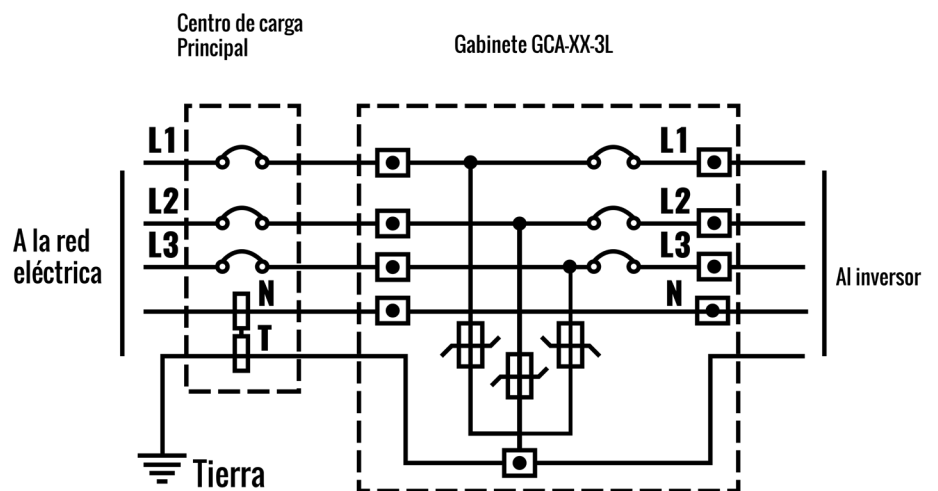 Centro de carga
Principal
Gabinete GCA-XX-3L
L1
L1
L2
L2
A la red
eléctrica
L3
L3
Al inversor
N
N
T
Tierra